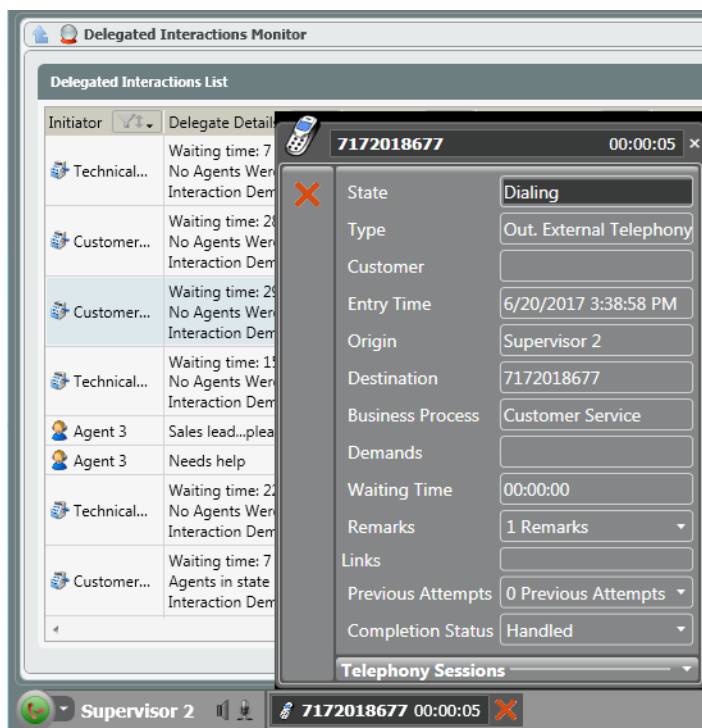 Delegated Interactions Monitor
Delegated Interactions List
Initiator Delegate Details
Technical... Waiting time: 7
No Agents Were
Interaction Dem
Customer... Waiting time: 28
No Agents Were
Interaction Dem
Customer... Waiting time: 29
No Agents Were
Interaction Dem
Technical... Waiting time: 15
No Agents Were
Interaction Dem
Agent 3 Sales lead...plea
Agent 3 Needs help
Technical... Waiting time: 22
No Agents Were
Interaction Dem
Customer... Waiting time: 7
Agents in state
Interaction Dem
7172018677 00:00:05
State Dialing
Type Out. External Telephony
Customer
Entry Time 6/20/2017 3:38:58 PM
Origin Supervisor 2
Destination 7172018677
Business Process Customer Service
Demands
Waiting Time 00:00:00
Remarks 1 Remarks
Links
Previous Attempts 0 Previous Attempts
Completion Status Handled
Telephony Sessions
Supervisor 2 7172018677 00:00:05